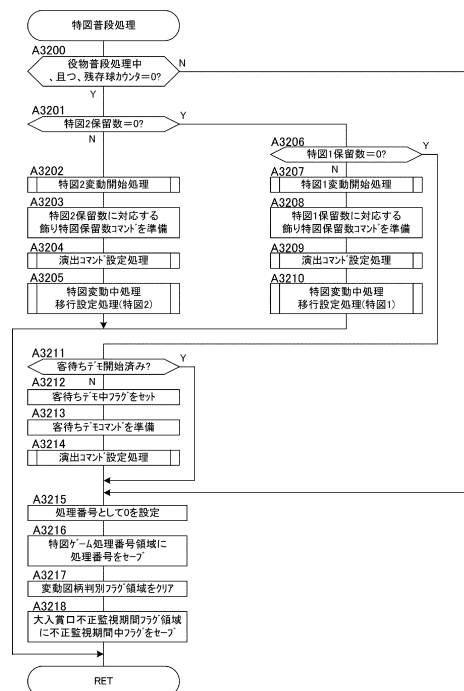 特図普段処理
A3200
役物普段処理中
、且つ、残存球カウンタ=0?
N
Y
A3201
特図2保留数=0?
Y
N
A3202
特図2変動開始処理
A3203
特図2保留数に対応する
飾り特図保留数コマンドを準備
A3204
演出コマンド設定処理
A3205
特図変動中処理
移行設定処理(特図2)
A3206
特図1保留数=0?
Y
N
A3207
特図1変動開始処理
A3208
特図1保留数に対応する
飾り特図保留数コマンドを準備
A3209
演出コマンド設定処理
A3210
特図変動中処理
移行設定処理(特図1)
A3211
客待ちデモ開始済み?
Y
N
A3212
客待ちデモ中フラグをセット
A3213
客待ちデモコマンドを準備
A3214
演出コマンド設定処理
A3215
処理番号として0を設定
A3216
特図ゲーム処理番号領域に
処理番号をセーブ
A3217
変動図柄判別フラグ領域をクリア
A3218
大入賞口不正監視期間フラグ領域
に不正監視期間中フラグをセーブ
RET